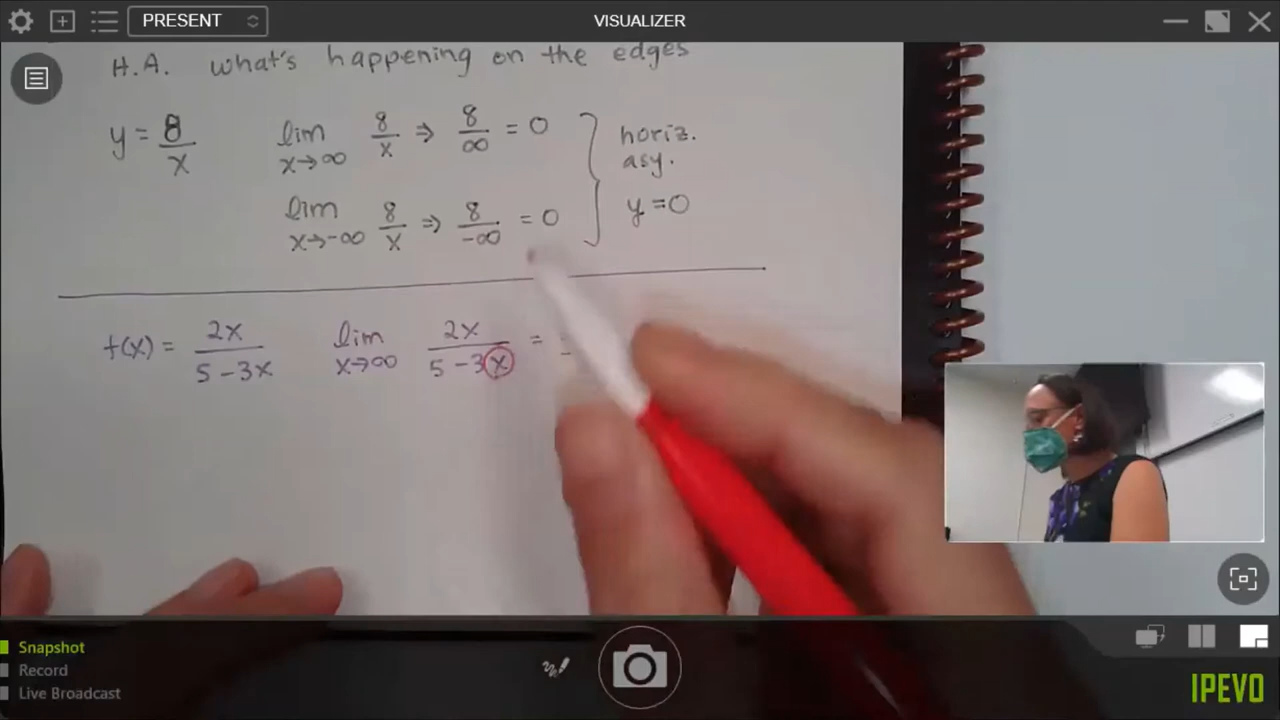 PRESENT
VISUALIZER
H.A. what's happening on the edges
y = 8/x lim x→∞ 8/x ⇒ 8/∞ = 0
lim x→-∞ 8/x ⇒ 8/-∞ = 0
horiz.
asy.
y = 0
f(x) = 2x/(5-3x) lim x→∞ 2x/(5-3x) =
Snapshot
Record
Live Broadcast
IPEVO